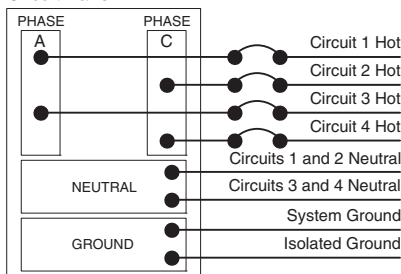 PHASE
PHASE
A
C
Circuit 1 Hot
Circuit 2 Hot
Circuit 3 Hot
Circuit 4 Hot
Circuits 1 and 2 Neutral
NEUTRAL
Circuits 3 and 4 Neutral
System Ground
GROUND
Isolated Ground